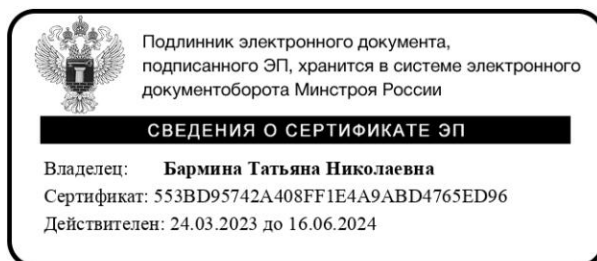 Подлинник электронного документа,
подписанного ЭП, хранится в системе электронного
документоборота Минстроя России
СВЕДЕНИЯ О СЕРТИФИКАТЕ ЭП
Владелец: Бармина Татьяна Николаевна
Сертификат: 553BD95742A408FF1E4A9ABD4765ED96
Действителен: 24.03.2023 до 16.06.2024